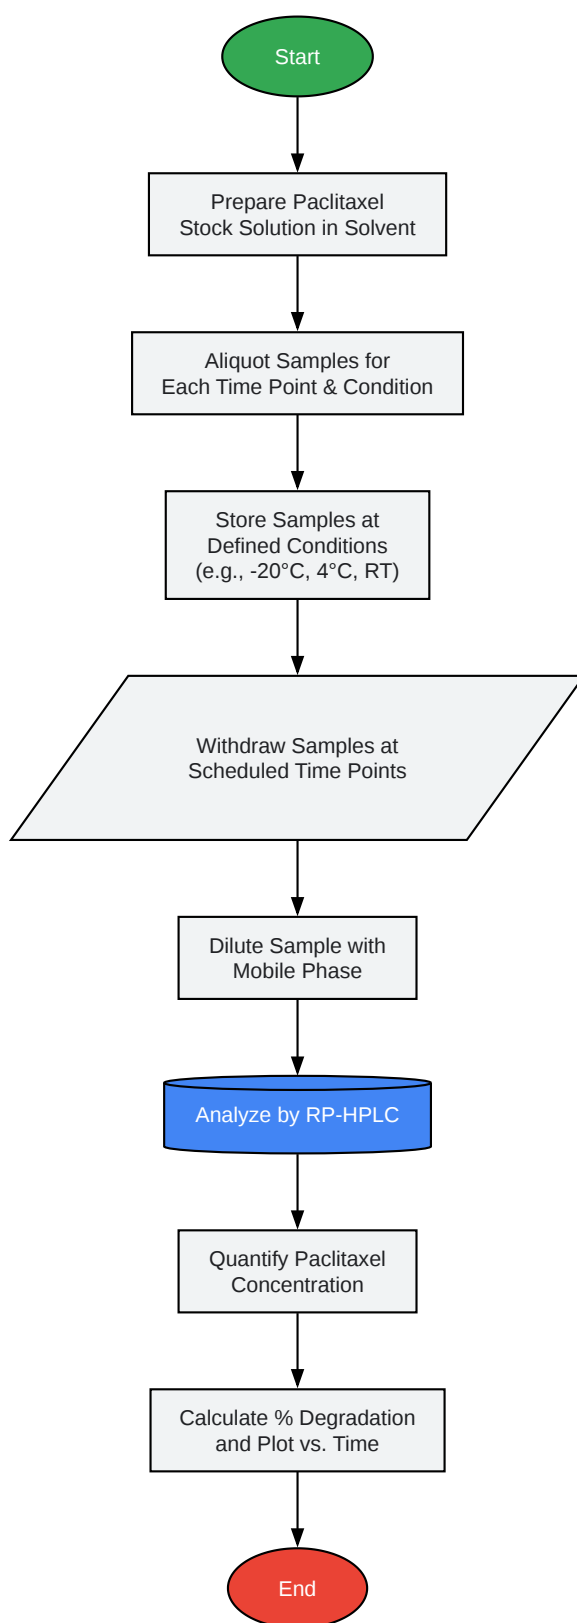 Start
Prepare Paclitaxel
Stock Solution in Solvent
Aliquot Samples for
Each Time Point & Condition
Store Samples at
Defined Conditions
(e.g., -20°C, 4°C, RT)
Withdraw Samples at
Scheduled Time Points
Dilute Sample with
Mobile Phase
Analyze by RP-HPLC
Quantify Paclitaxel
Concentration
Calculate % Degradation
and Plot vs. Time
End